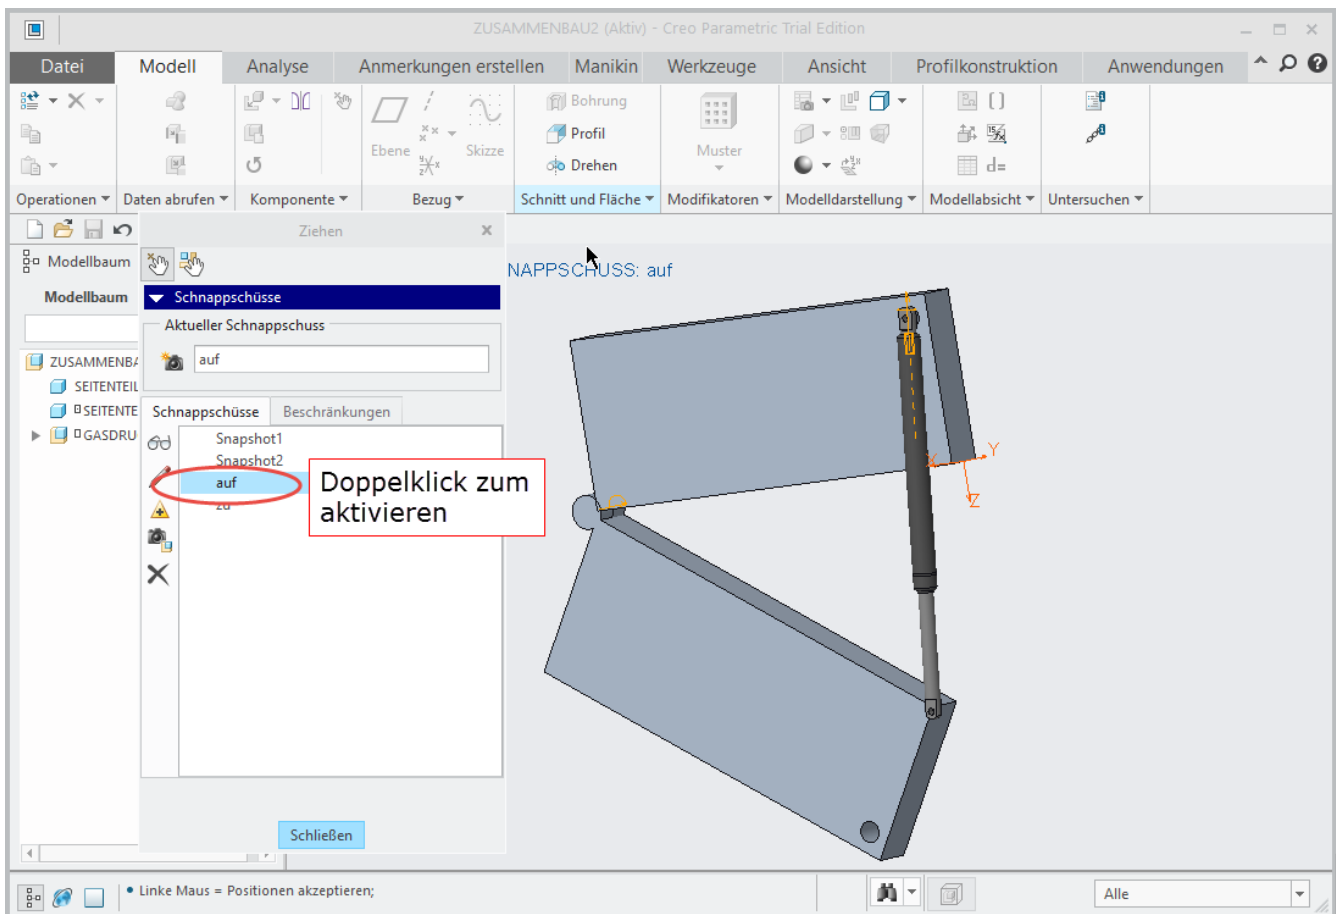 ZUSAMMENBAU2 (Aktiv) - Creo Parametric Trial Edition
Datei Modell Analyse Anmerkungen erstellen Manikin Werkzeuge Ansicht Profilkonstruktion Anwendungen
Bohrung
Profil
Ebene Skizze Muster
Drehen
d=
Operationen Daten abrufen Komponente Bezug Schnitt und Fläche Modifikatoren Modelldarstellung Modellabsicht Untersuchen
Ziehen
Modellbaum
NAPPSCHUSS: auf
Modellbaum
Schnappschüsse
Aktueller Schnappschuss
auf
ZUSAMMENBA
SEITENTEIL
SEITENTE
GASDRU
Schnappschüsse Beschränkungen
Snapshot1
Snapshot2
auf
zu
Doppelklick zum
aktivieren
X
Y
Z
Schließen
Linke Maus = Positionen akzeptieren;
Alle